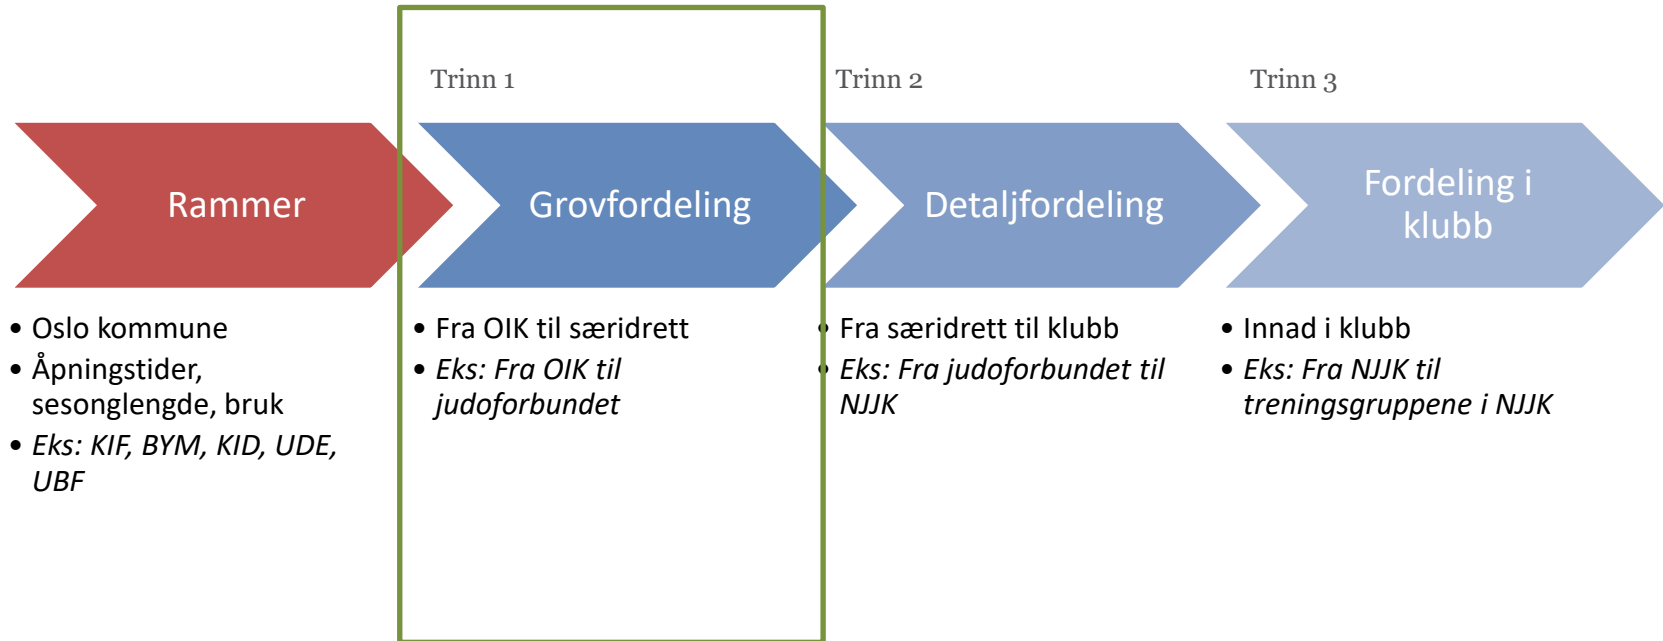 Trinn 1
Trinn 2
Trinn 3
Rammer
Grovfordeling
Detaljfordeling
Fordeling i
klubb
• Oslo kommune
• Åpningstider,
sesonglengde, bruk
• Eks: KIF, BYM, KID, UDE,
UBF
• Fra OIK til særidrett
• Eks: Fra OIK til
judoforbundet
• Fra særidrett til klubb
• Eks: Fra judoforbundet til
NJJK
• Innad i klubb
• Eks: Fra NJJK til
treningsgruppene i NJJK